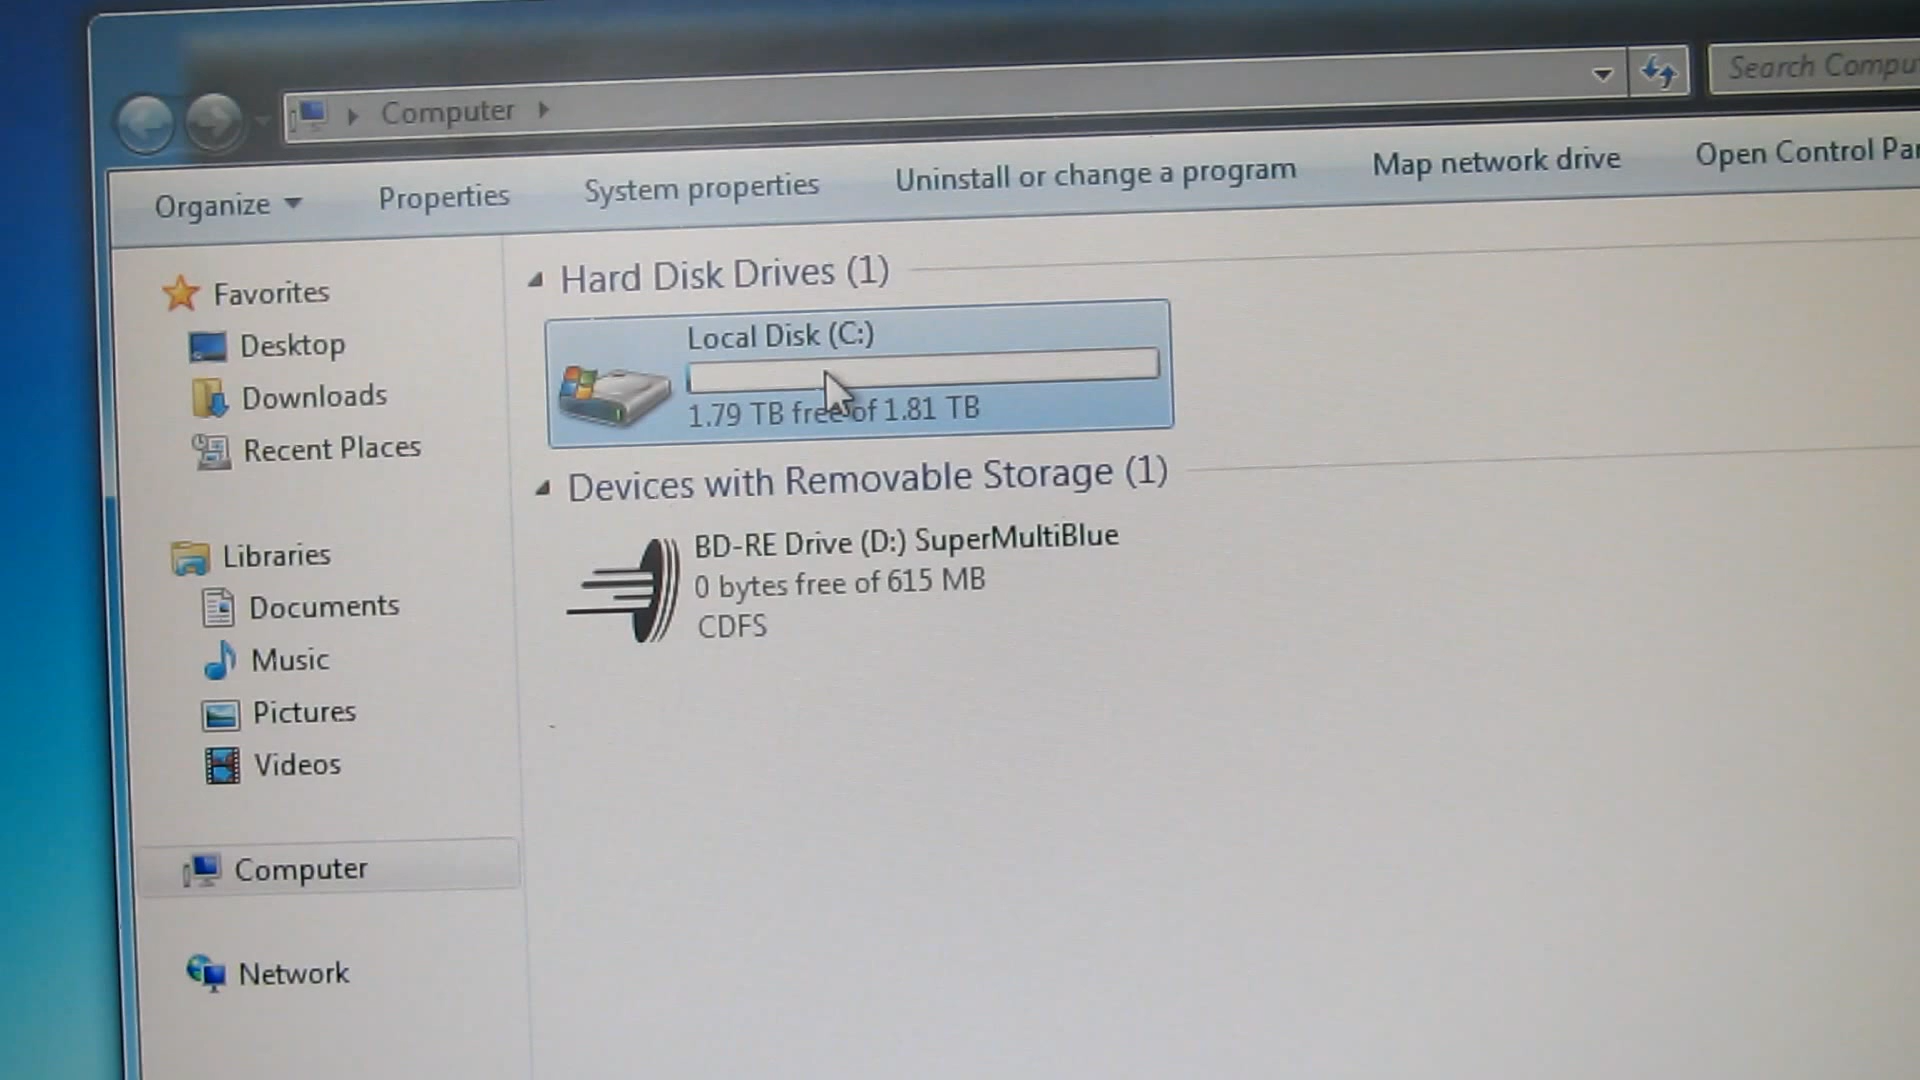 Computer
Search Compu
Organize
Properties
System properties
Uninstall or change a program
Map network drive
Open Control Pa
Favorites
Desktop
Downloads
Recent Places
Libraries
Documents
Music
Pictures
Videos
Computer
Network
Hard Disk Drives (1)
Local Disk (C:)
1.79 TB free of 1.81 TB
Devices with Removable Storage (1)
BD-RE Drive (D:) SuperMultiBlue
0 bytes free of 615 MB
CDFS